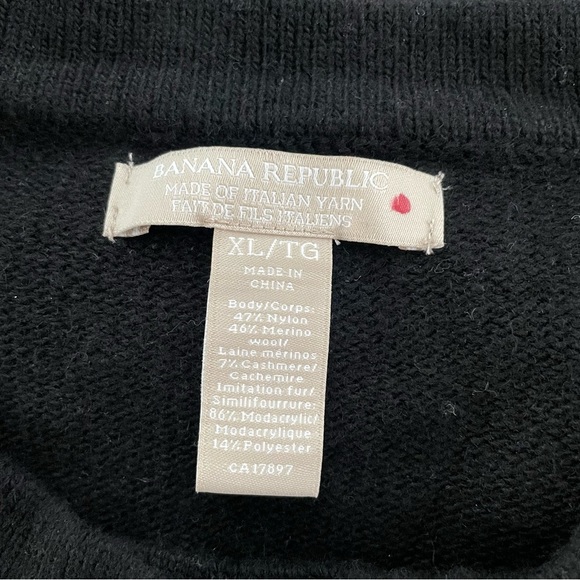 BANANA REPUBLIC
MADE OF ITALIAN YARN
FAIT DE FILS ITALIENS
XL/TG
MADE IN
CHINA
Body/Corps:
47% Nylon
46% Merino
wool/
Laine mérinos
7% Cashmere/
Cachemire
Imitation fur/
Similifourrure:
86% Modacrylic/
Modacrylique
14% Polyester
CA17897